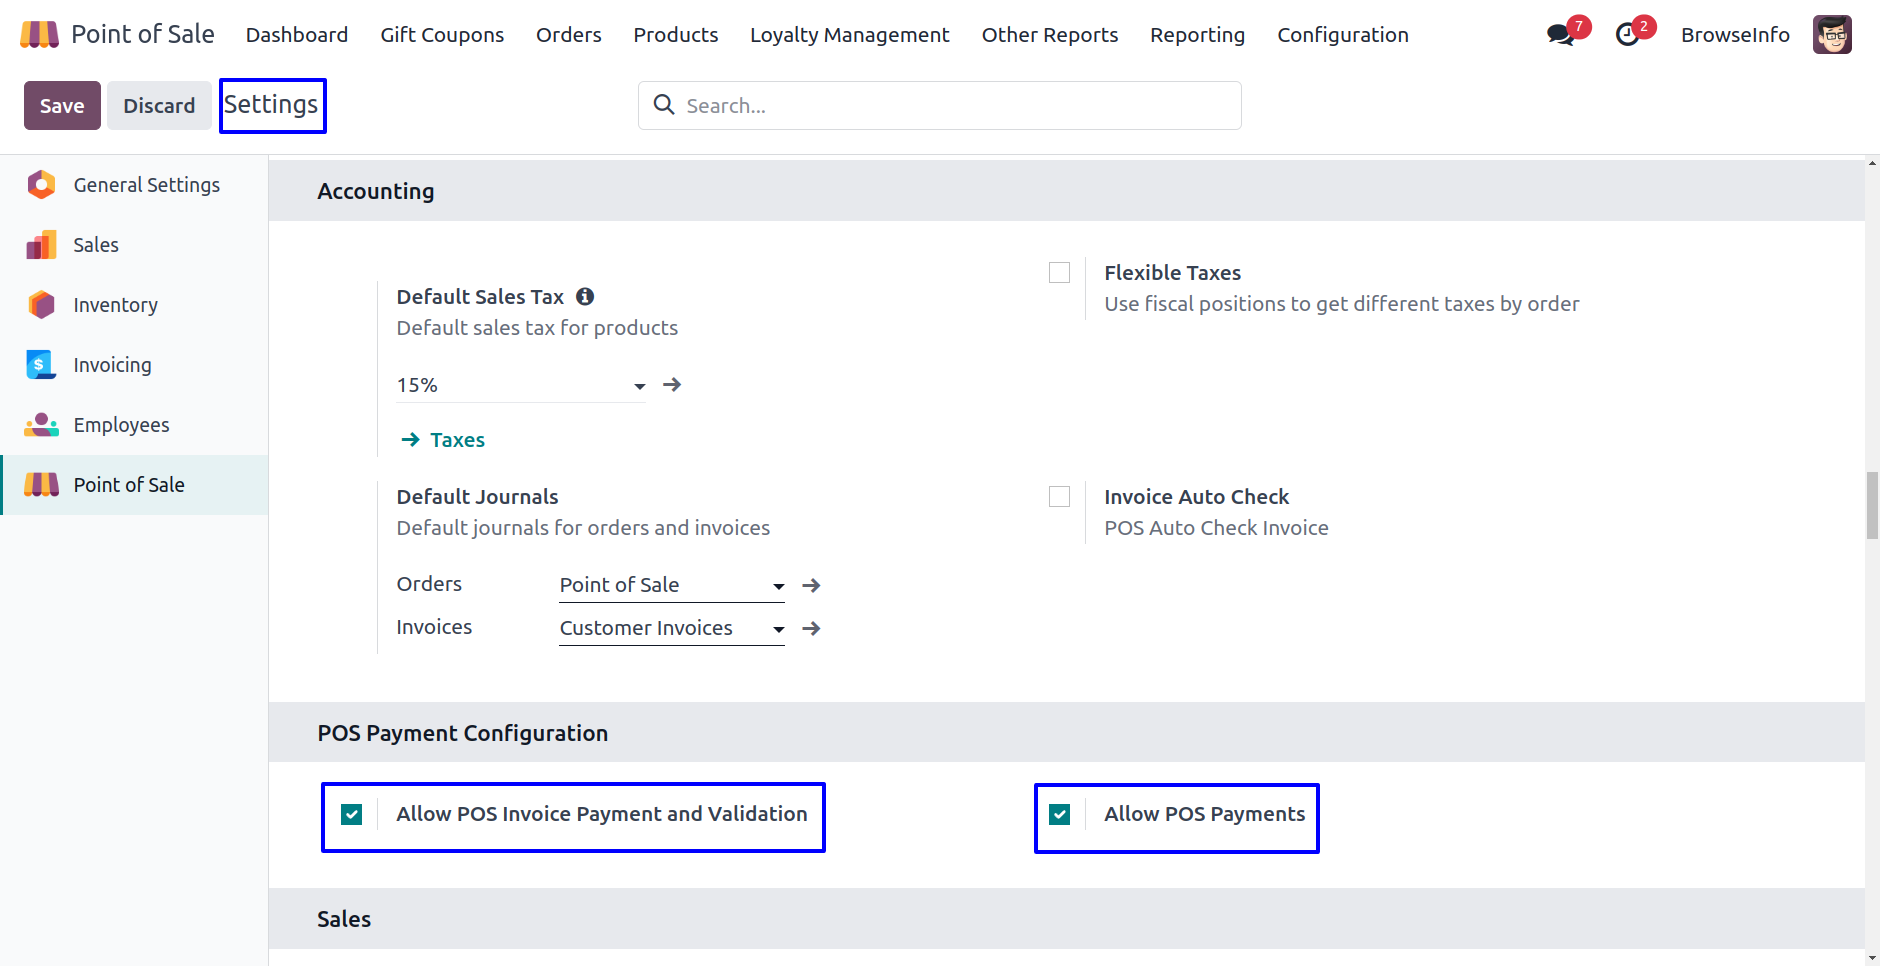 Point of Sale Dashboard Gift Coupons Orders Products Loyalty Management Other Reports Reporting Configuration 7 2 BrowseInfo
Save Discard Settings Search...
General Settings
Sales
Inventory
Invoicing
Employees
Point of Sale
Accounting
Default Sales Tax
Default sales tax for products
15%
Taxes
Flexible Taxes
Use fiscal positions to get different taxes by order
Default Journals
Default journals for orders and invoices
Orders Point of Sale
Invoices Customer Invoices
Invoice Auto Check
POS Auto Check Invoice
POS Payment Configuration
Allow POS Invoice Payment and Validation
Allow POS Payments
Sales